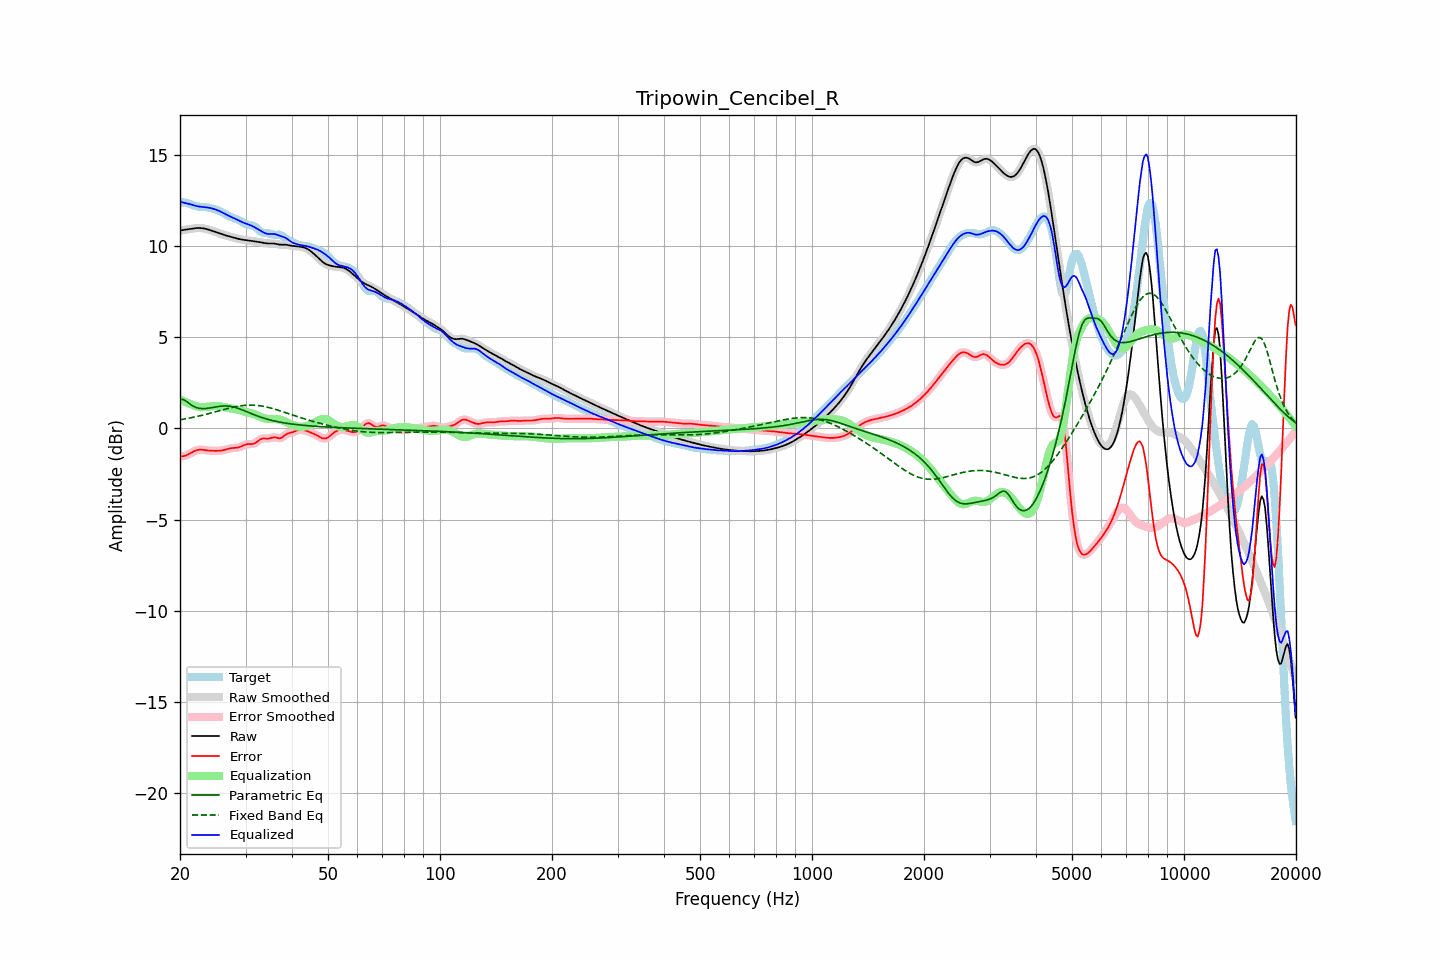 Tripowin_Cencibel_R
Amplitude (dBr)
15
10
5
0
−5
−10
−15
−20
Target
Raw Smoothed
Error Smoothed
Raw
Error
Equalization
Parametric Eq
Fixed Band Eq
Equalized
20 50 100 200 500 1000 2000 5000 10000 20000
Frequency (Hz)